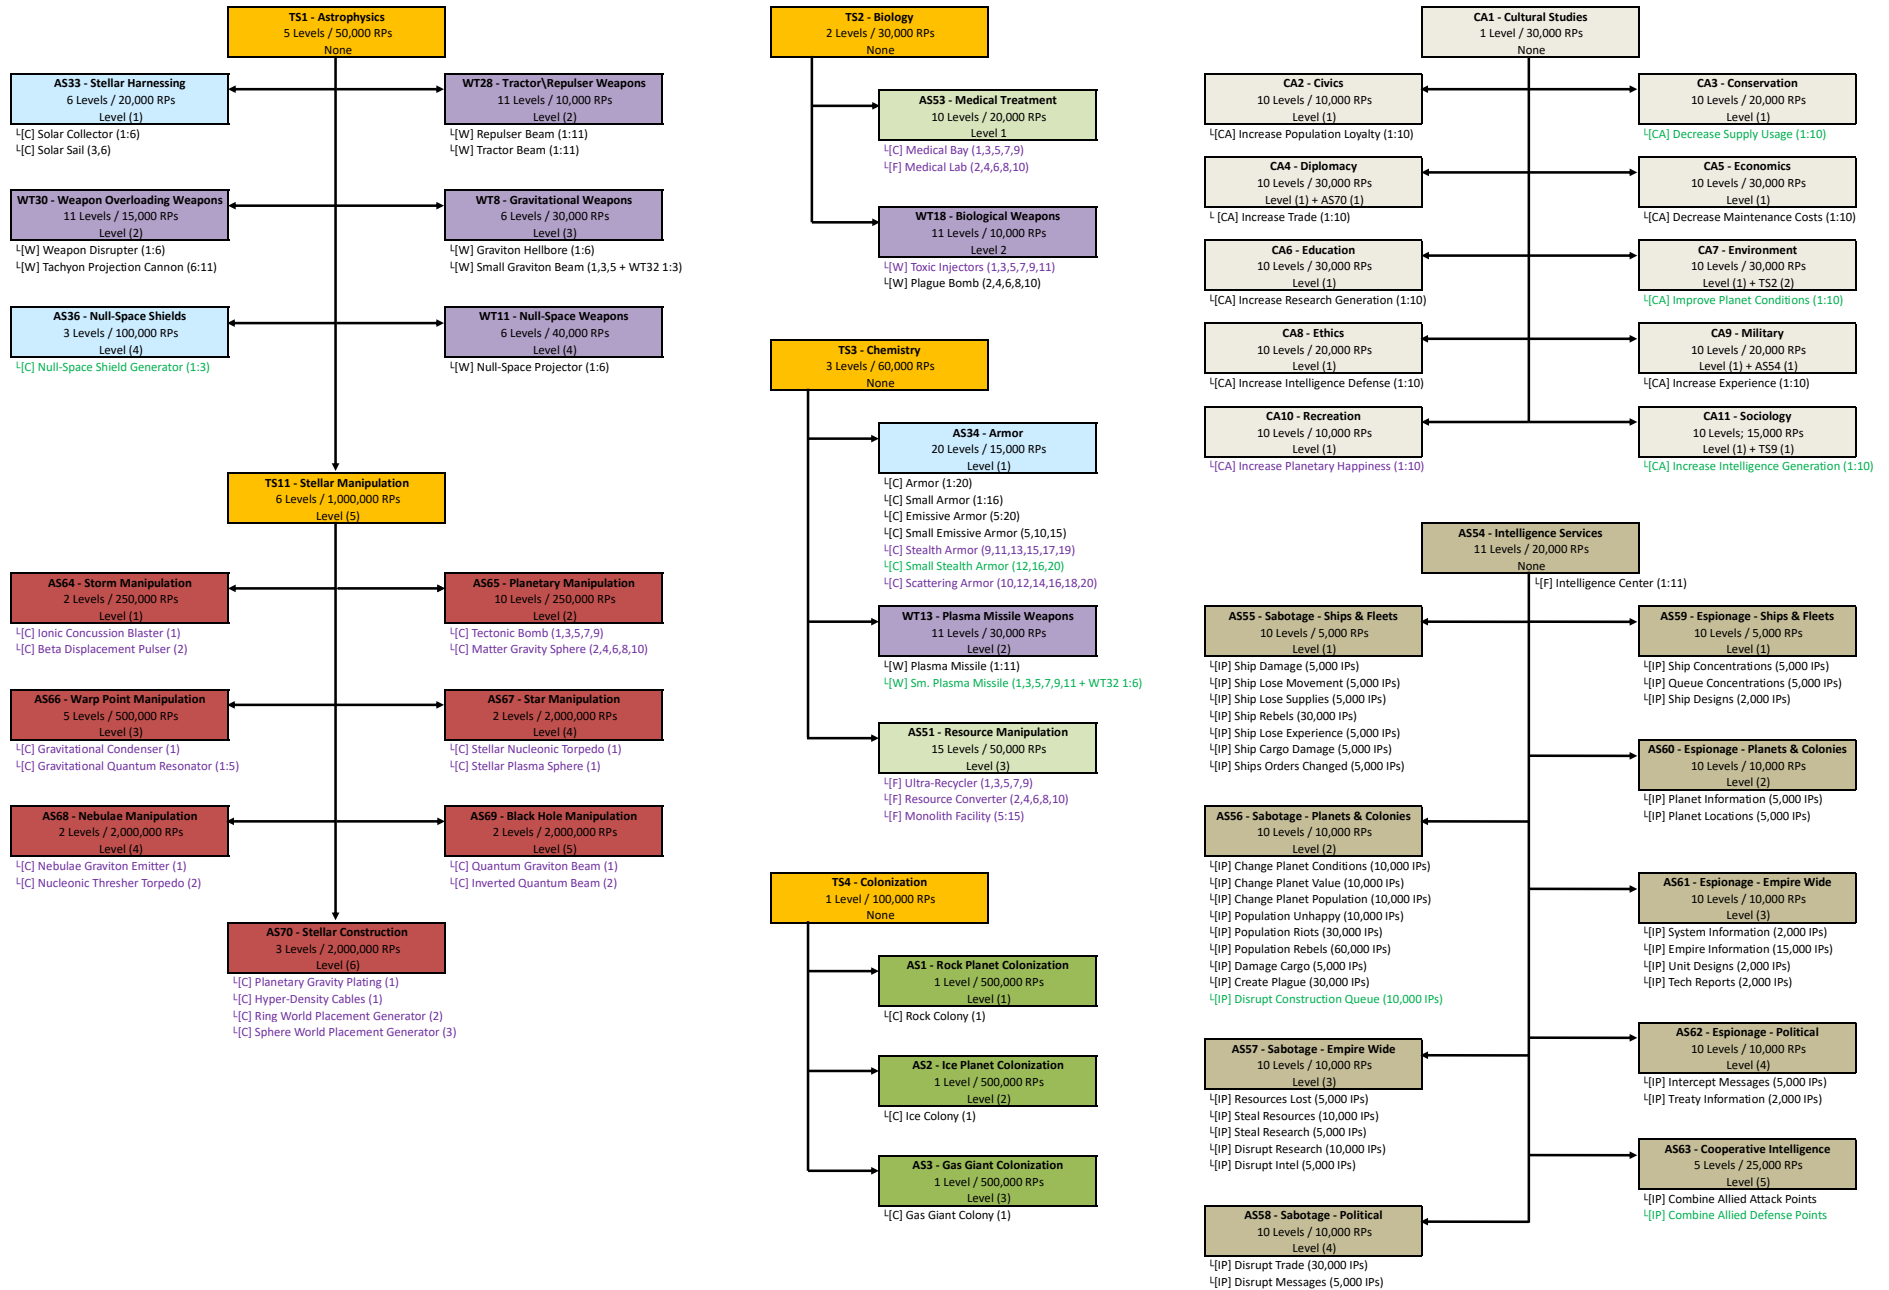 TS1 - Astrophysics
5 Levels / 50,000 RPs
None
AS33 - Stellar Harnessing
6 Levels / 20,000 RPs
Level (1)
└[C] Solar Collector (1:6)
└[C] Solar Sail (3,6)
WT28 - Tractor\Repulser Weapons
11 Levels / 10,000 RPs
Level (2)
└[W] Repulser Beam (1:11)
└[W] Tractor Beam (1:11)
WT30 - Weapon Overloading Weapons
11 Levels / 15,000 RPs
Level (2)
└[W] Weapon Disrupter (1:6)
└[W] Tachyon Projection Cannon (6:11)
WT8 - Gravitational Weapons
6 Levels / 30,000 RPs
Level (3)
└[W] Graviton Hellbore (1:6)
└[W] Small Graviton Beam (1,3,5 + WT32 1:3)
AS36 - Null-Space Shields
3 Levels / 100,000 RPs
Level (4)
└[C] Null-Space Shield Generator (1:3)
WT11 - Null-Space Weapons
6 Levels / 40,000 RPs
Level (4)
└[W] Null-Space Projector (1:6)
TS11 - Stellar Manipulation
6 Levels / 1,000,000 RPs
Level (5)
AS64 - Storm Manipulation
2 Levels / 250,000 RPs
Level (1)
└[C] Ionic Concussion Blaster (1)
└[C] Beta Displacement Pulser (2)
AS65 - Planetary Manipulation
10 Levels / 250,000 RPs
Level (2)
└[C] Tectonic Bomb (1,3,5,7,9)
└[C] Matter Gravity Sphere (2,4,6,8,10)
AS66 - Warp Point Manipulation
5 Levels / 500,000 RPs
Level (3)
└[C] Gravitational Condenser (1)
└[C] Gravitational Quantum Resonator (1:5)
AS67 - Star Manipulation
2 Levels / 2,000,000 RPs
Level (4)
└[C] Stellar Nucleonic Torpedo (1)
└[C] Stellar Plasma Sphere (1)
AS68 - Nebulae Manipulation
2 Levels / 2,000,000 RPs
Level (4)
└[C] Nebulae Graviton Emitter (1)
└[C] Nucleonic Thresher Torpedo (2)
AS69 - Black Hole Manipulation
2 Levels / 2,000,000 RPs
Level (5)
└[C] Quantum Graviton Beam (1)
└[C] Inverted Quantum Beam (2)
AS70 - Stellar Construction
3 Levels / 2,000,000 RPs
Level (6)
└[C] Planetary Gravity Plating (1)
└[C] Hyper-Density Cables (1)
└[C] Ring World Placement Generator (2)
└[C] Sphere World Placement Generator (3)
TS2 - Biology
2 Levels / 30,000 RPs
None
AS53 - Medical Treatment
10 Levels / 20,000 RPs
Level 1
└[C] Medical Bay (1,3,5,7,9)
└[F] Medical Lab (2,4,6,8,10)
WT18 - Biological Weapons
11 Levels / 10,000 RPs
Level 2
└[W] Toxic Injectors (1,3,5,7,9,11)
└[W] Plague Bomb (2,4,6,8,10)
TS3 - Chemistry
3 Levels / 60,000 RPs
None
AS34 - Armor
20 Levels / 15,000 RPs
Level (1)
└[C] Armor (1:20)
└[C] Small Armor (1:16)
└[C] Emissive Armor (5:20)
└[C] Small Emissive Armor (5,10,15)
└[C] Stealth Armor (9,11,13,15,17,19)
└[C] Small Stealth Armor (12,16,20)
└[C] Scattering Armor (10,12,14,16,18,20)
WT13 - Plasma Missile Weapons
11 Levels / 30,000 RPs
Level (2)
└[W] Plasma Missile (1:11)
└[W] Sm. Plasma Missile (1,3,5,7,9,11 + WT32 1:6)
AS51 - Resource Manipulation
15 Levels / 50,000 RPs
Level (3)
└[F] Ultra-Recycler (1,3,5,7,9)
└[F] Resource Converter (2,4,6,8,10)
└[F] Monolith Facility (5:15)
TS4 - Colonization
1 Level / 100,000 RPs
None
AS1 - Rock Planet Colonization
1 Level / 500,000 RPs
Level (1)
└[C] Rock Colony (1)
AS2 - Ice Planet Colonization
1 Level / 500,000 RPs
Level (2)
└[C] Ice Colony (1)
AS3 - Gas Giant Colonization
1 Level / 500,000 RPs
Level (3)
└[C] Gas Giant Colony (1)
CA1 - Cultural Studies
1 Level / 30,000 RPs
None
CA2 - Civics
10 Levels / 10,000 RPs
Level (1)
└[CA] Increase Population Loyalty (1:10)
CA3 - Conservation
10 Levels / 20,000 RPs
Level (1)
└[CA] Decrease Supply Usage (1:10)
CA4 - Diplomacy
10 Levels / 30,000 RPs
Level (1) + AS70 (1)
└ [CA] Increase Trade (1:10)
CA5 - Economics
10 Levels / 30,000 RPs
Level (1)
└[CA] Decrease Maintenance Costs (1:10)
CA6 - Education
10 Levels / 30,000 RPs
Level (1)
└[CA] Increase Research Generation (1:10)
CA7 - Environment
10 Levels / 30,000 RPs
Level (1) + TS2 (2)
└[CA] Improve Planet Conditions (1:10)
CA8 - Ethics
10 Levels / 20,000 RPs
Level (1)
└[CA] Increase Intelligence Defense (1:10)
CA9 - Military
10 Levels / 20,000 RPs
Level (1) + AS54 (1)
└[CA] Increase Experience (1:10)
CA10 - Recreation
10 Levels / 10,000 RPs
Level (1)
└[CA] Increase Planetary Happiness (1:10)
CA11 - Sociology
10 Levels; 15,000 RPs
Level (1) + TS9 (1)
└[CA] Increase Intelligence Generation (1:10)
AS54 - Intelligence Services
11 Levels / 20,000 RPs
None
└[F] Intelligence Center (1:11)
AS55 - Sabotage - Ships & Fleets
10 Levels / 5,000 RPs
Level (1)
└[IP] Ship Damage (5,000 IPs)
└[IP] Ship Lose Movement (5,000 IPs)
└[IP] Ship Lose Supplies (5,000 IPs)
└[IP] Ship Rebels (30,000 IPs)
└[IP] Ship Lose Experience (5,000 IPs)
└[IP] Ship Cargo Damage (5,000 IPs)
└[IP] Ships Orders Changed (5,000 IPs)
AS59 - Espionage - Ships & Fleets
10 Levels / 5,000 RPs
Level (1)
└[IP] Ship Concentrations (5,000 IPs)
└[IP] Queue Concentrations (5,000 IPs)
└[IP] Ship Designs (2,000 IPs)
AS60 - Espionage - Planets & Colonies
10 Levels / 10,000 RPs
Level (2)
└[IP] Planet Information (5,000 IPs)
└[IP] Planet Locations (5,000 IPs)
AS56 - Sabotage - Planets & Colonies
10 Levels / 10,000 RPs
Level (2)
└[IP] Change Planet Conditions (10,000 IPs)
└[IP] Change Planet Value (10,000 IPs)
└[IP] Change Planet Population (10,000 IPs)
└[IP] Population Unhappy (10,000 IPs)
└[IP] Population Riots (30,000 IPs)
└[IP] Population Rebels (60,000 IPs)
└[IP] Damage Cargo (5,000 IPs)
└[IP] Create Plague (30,000 IPs)
└[IP] Disrupt Construction Queue (10,000 IPs)
AS61 - Espionage - Empire Wide
10 Levels / 10,000 RPs
Level (3)
└[IP] System Information (2,000 IPs)
└[IP] Empire Information (15,000 IPs)
└[IP] Unit Designs (2,000 IPs)
└[IP] Tech Reports (2,000 IPs)
AS57 - Sabotage - Empire Wide
10 Levels / 10,000 RPs
Level (3)
└[IP] Resources Lost (5,000 IPs)
└[IP] Steal Resources (10,000 IPs)
└[IP] Steal Research (5,000 IPs)
└[IP] Disrupt Research (10,000 IPs)
└[IP] Disrupt Intel (5,000 IPs)
AS62 - Espionage - Political
10 Levels / 10,000 RPs
Level (4)
└[IP] Intercept Messages (5,000 IPs)
└[IP] Treaty Information (2,000 IPs)
AS63 - Cooperative Intelligence
5 Levels / 25,000 RPs
Level (5)
└[IP] Combine Allied Attack Points
└[IP] Combine Allied Defense Points
AS58 - Sabotage - Political
10 Levels / 10,000 RPs
Level (4)
└[IP] Disrupt Trade (30,000 IPs)
└[IP] Disrupt Messages (5,000 IPs)